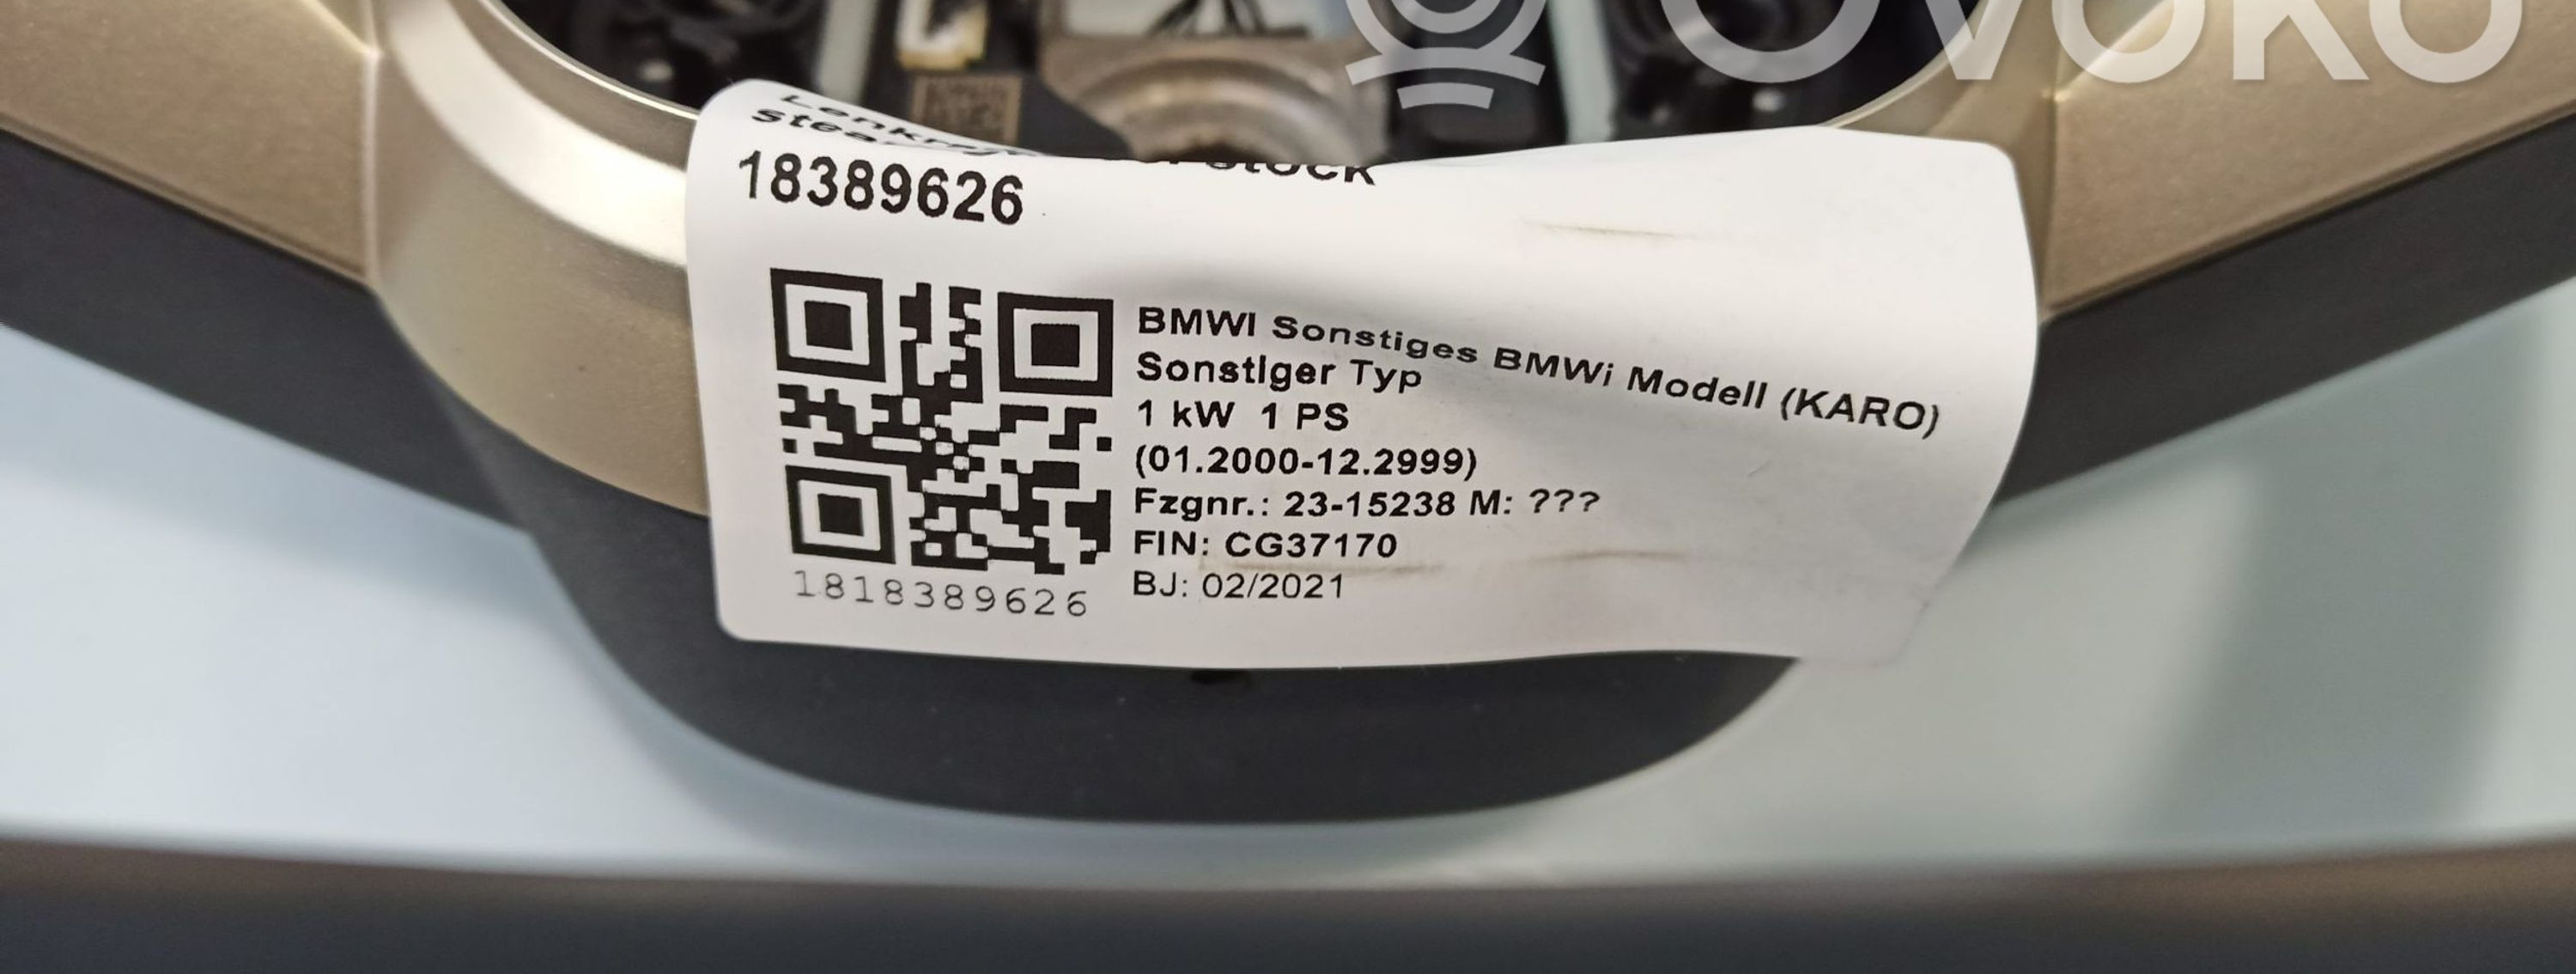 OVOKO
18389626
BMWI Sonstiges BMWi Modell (KARO)
Sonstiger Typ
1 kW 1 PS
(01.2000-12.2999)
Fzgnr.: 23-15238 M: ???
FIN: CG37170
BJ: 02/2021
1818389626